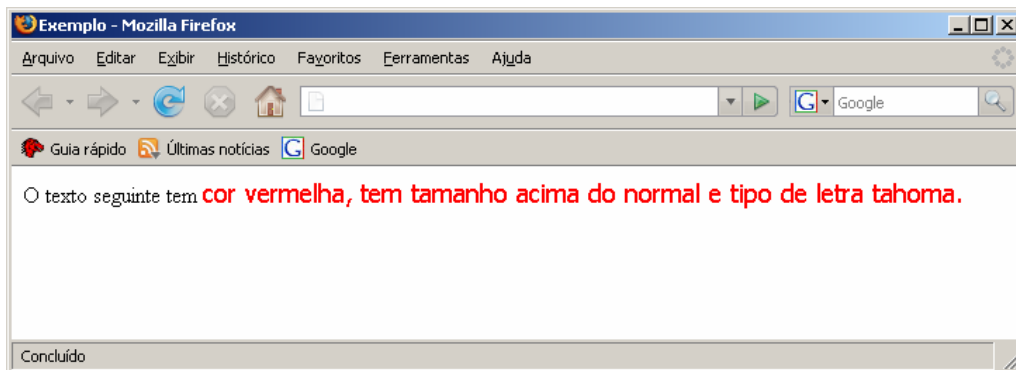 Exemplo - Mozilla Firefox
Arquivo Editar Exibir Histórico Favoritos Ferramentas Ajuda
G Google
Guia rápido Últimas notícias G Google
O texto seguinte tem cor vermelha, tem tamanho acima do normal e tipo de letra tahoma.
Concluído